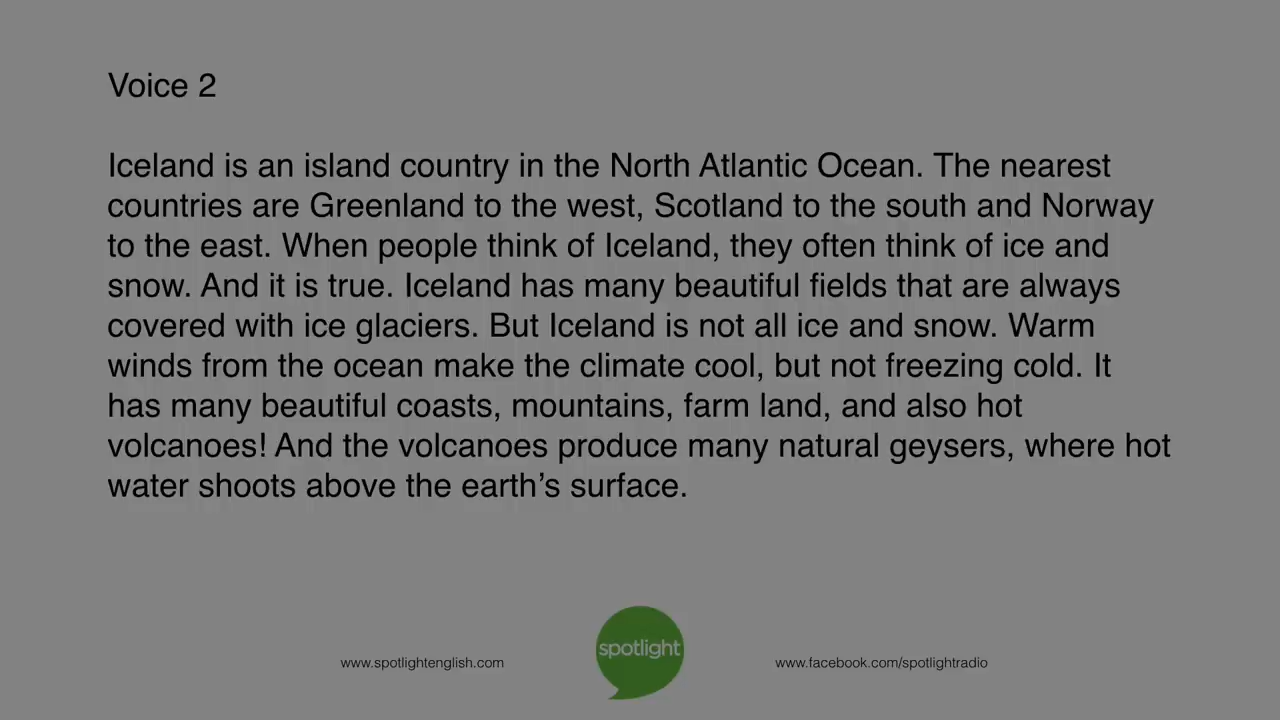 Voice 2
Iceland is an island country in the North Atlantic Ocean. The nearest
countries are Greenland to the west, Scotland to the south and Norway
to the east. When people think of Iceland, they often think of ice and
snow. And it is true. Iceland has many beautiful fields that are always
covered with ice glaciers. But Iceland is not all ice and snow. Warm
winds from the ocean make the climate cool, but not freezing cold. It
has many beautiful coasts, mountains, farm land, and also hot
volcanoes! And the volcanoes produce many natural geysers, where hot
water shoots above the earth’s surface.
www.spotlightenglish.com
spotlight
www.facebook.com/spotlightradio